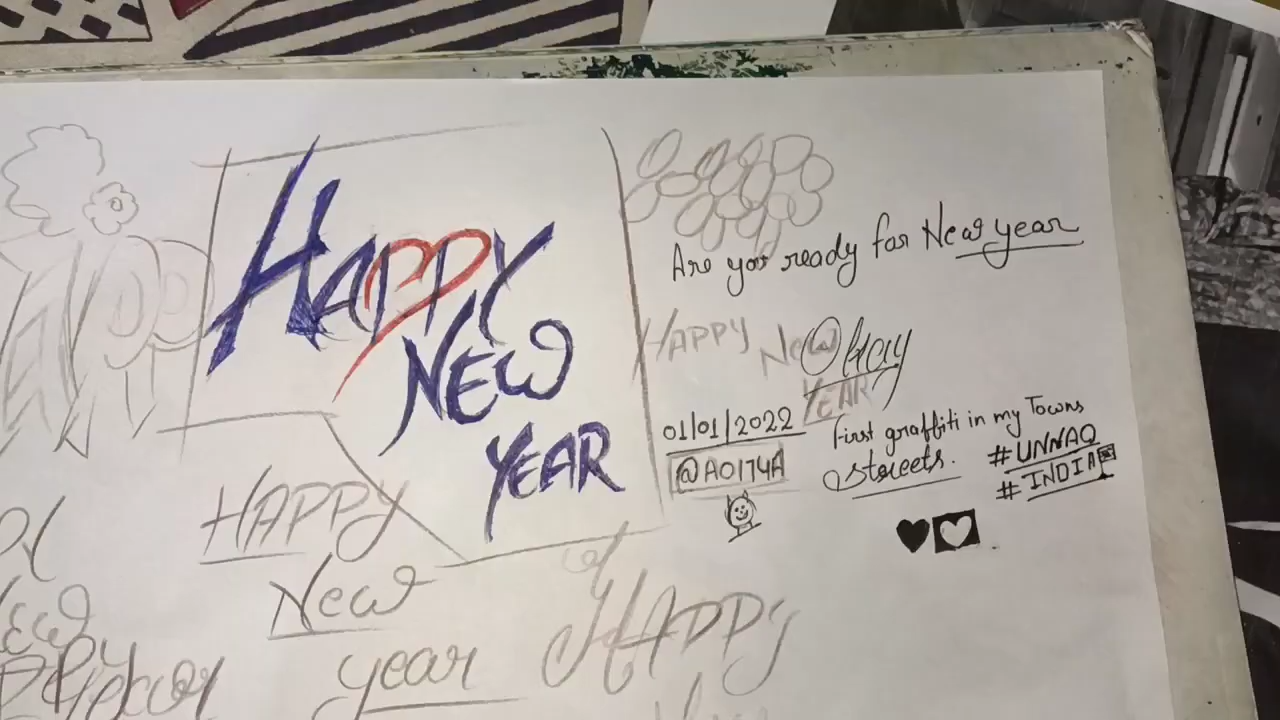 HAPPY
NEW
YEAR
Are you ready for New year
HAPPY New
YEAR
Okay
01/01/2022
@A0174A
First graffiti in my Towns
streets.
#UNNAO
#INDIA
HAPPY
New
year
HAPPY